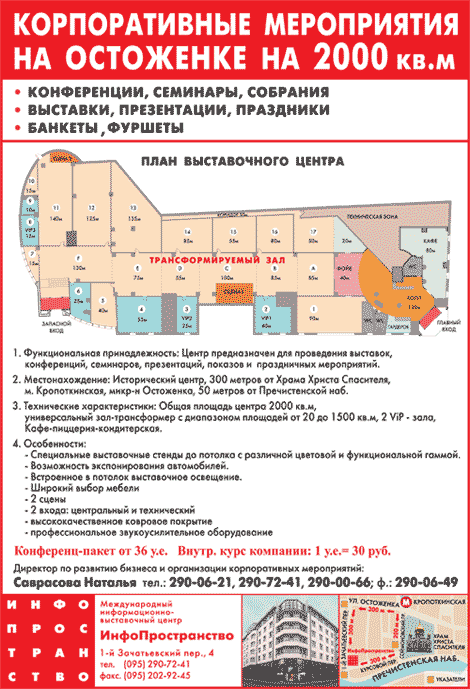 КОРПОРАТИВНЫЕ МЕРОПРИЯТИЯ
НА ОСТОЖЕНКЕ НА 2000 КВ.М
• КОНФЕРЕНЦИИ, СЕМИНАРЫ, СОБРАНИЯ
• ВЫСТАВКИ, ПРЕЗЕНТАЦИИ, ПРАЗДНИКИ
• БАНКЕТЫ ,ФУРШЕТЫ
ПЛАН ВЫСТАВОЧНОГО ЦЕНТРА
ТЕХНИЧЕСКАЯ ЗОНА
ТРАНСФОРМИРУЕМЫЙ ЗАЛ
КАФЕ
ФОЙЕ
ХОЛЛ
ГАРДЕРОБ
ЗАПАСНОЙ ВХОД
ГЛАВНЫЙ ВХОД
1. Функциональная принадлежность: Центр предназначен для проведения выставок,
конференций, семинаров, презентаций, показов и праздничных мероприятий.
2. Местонахождение: Исторический центр, 300 метров от Храма Христа Спасителя,
м. Кропоткинская, микр-н Остоженка, 50 метров от Пречистенской наб.
3. Технические характеристики: Общая площадь центра 2000 кв.м,
универсальный зал-трансформер с диапазоном площадей от 20 до 1500 кв.м, 2 ViP - зала,
Кафе-пиццерия-кондитерская.
4. Особенности:
- Специальные выставочные стенды до потолка с различной цветовой и функциональной гаммой.
- Возможность экспонирования автомобилей.
- Встроенное в потолок выставочное освещение.
- Широкий выбор мебели
- 2 сцены
- 2 входа: центральный и технический
- высококачественное ковровое покрытие
- профессиональное звукоусилительное оборудование
Конференц-пакет от 36 у.е. Внутр. курс компании: 1 у.е.= 30 руб.
Директор по развитию бизнеса и организации корпоративных мероприятий:
Саврасова Наталья тел.: 290-06-21, 290-72-41, 290-00-66; ф.: 290-06-49
ИНФО
ПРОС
ТРАН
СТВО
Международный
информационно-
выставочный центр
ИнфоПространство
1-й Зачатьевский пер., 4
тел. (095) 290-72-41
факс. (095) 202-92-45
УЛ. ОСТОЖЕНКА
М КРОПОТКИНСКАЯ
1-Й ЗАЧАТЬЕВСКИЙ ПЕР
ИнфоПространство
300 м
КУРСОВОЙ ПЕР.
ХРАМ
ХРИСТА
СПАСИТЕЛЯ
ПРЕЧИСТЕНСКАЯ НАБ.
УКАЗАТЕЛИ